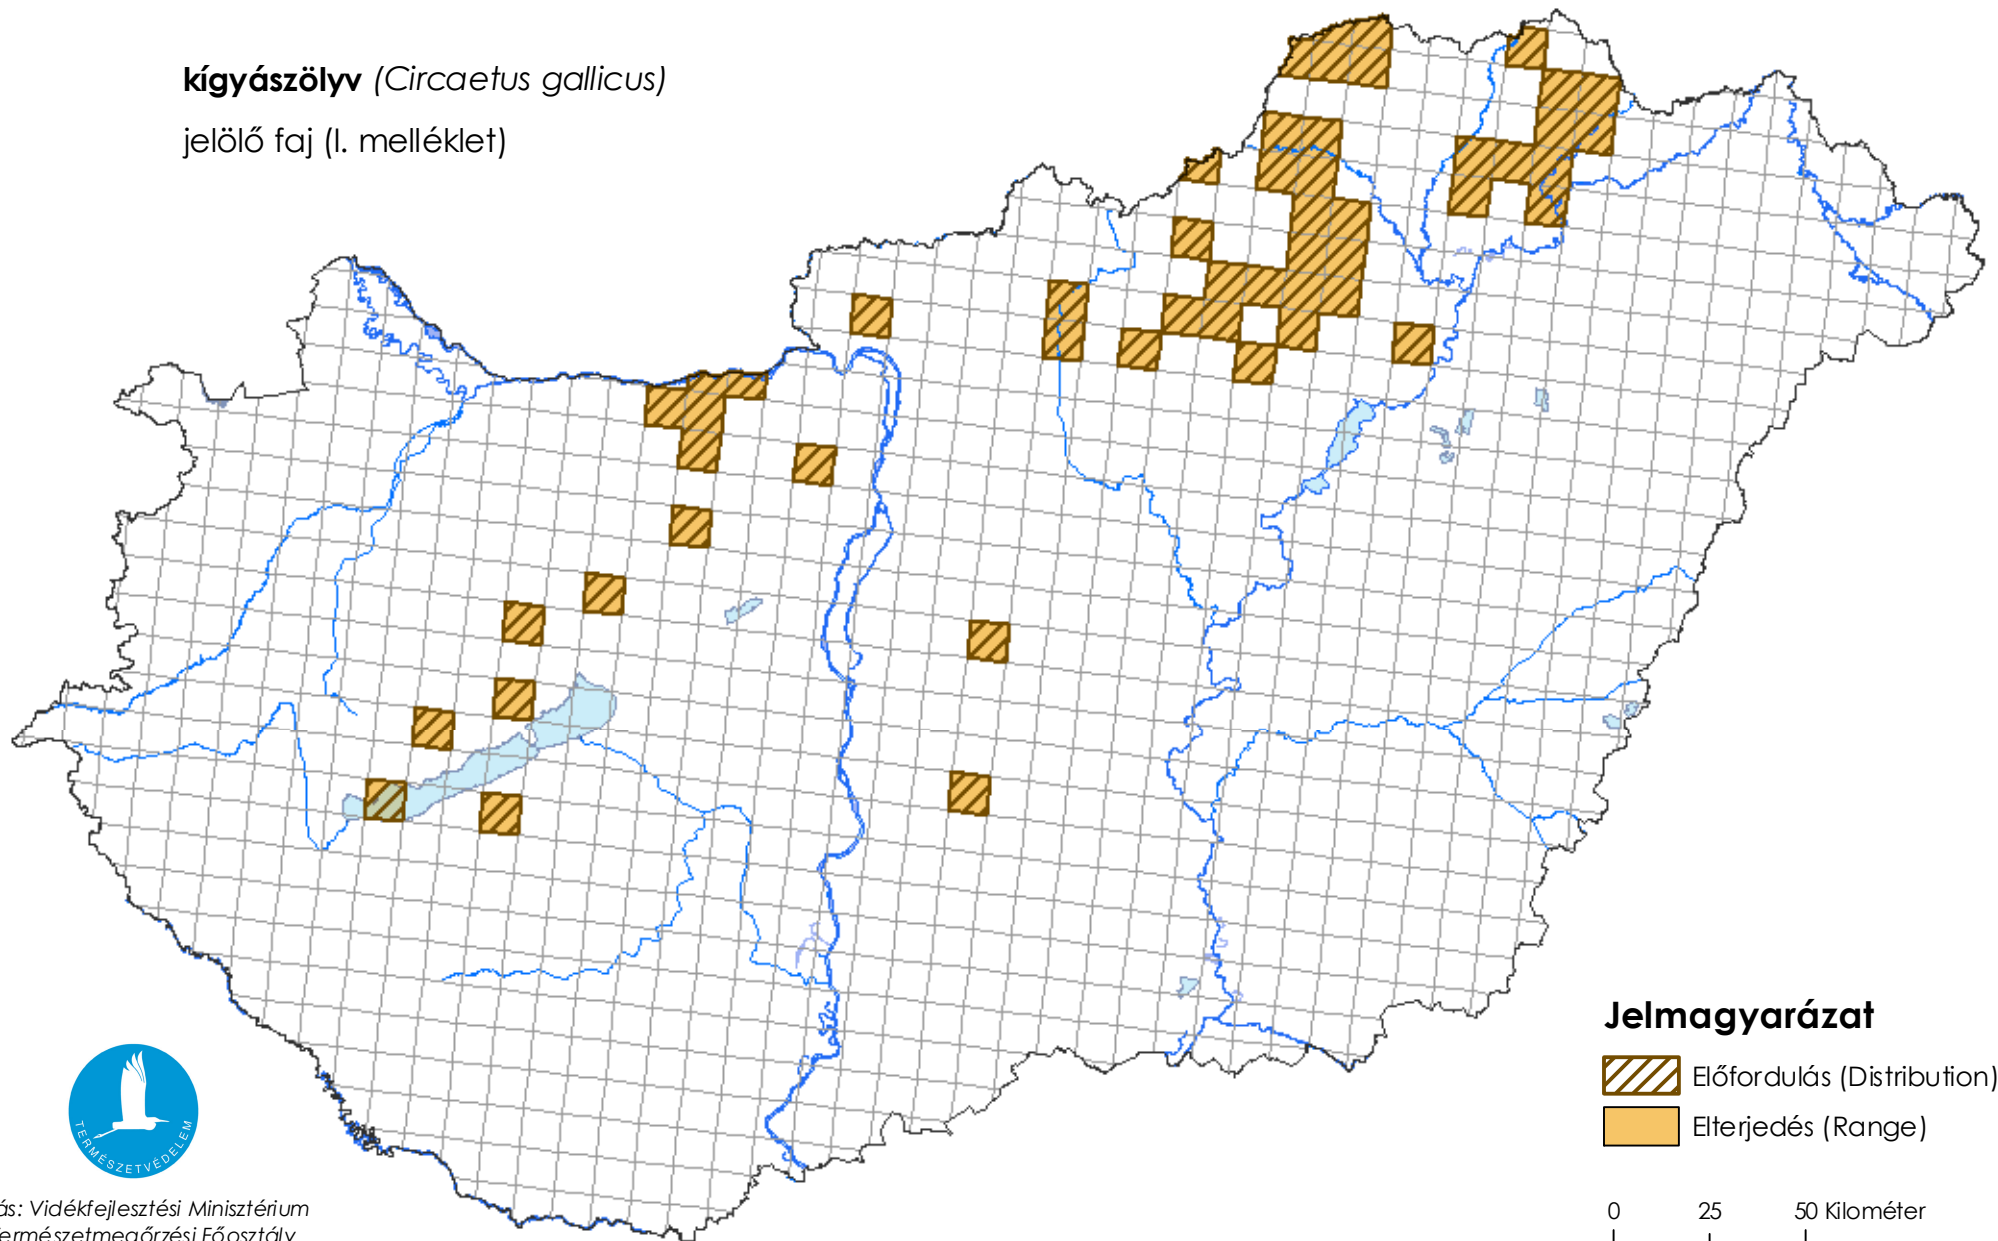 kígyászölyv (Circaetus gallicus)
jelölő faj (I. melléklet)
Jelmagyarázat
Előfordulás (Distribution)
Elterjedés (Range)
TERMÉSZETVÉDELEM
Vidékfejlesztési Minisztérium
Természetmegőrzési Főosztály
0 25 50 Kilométer